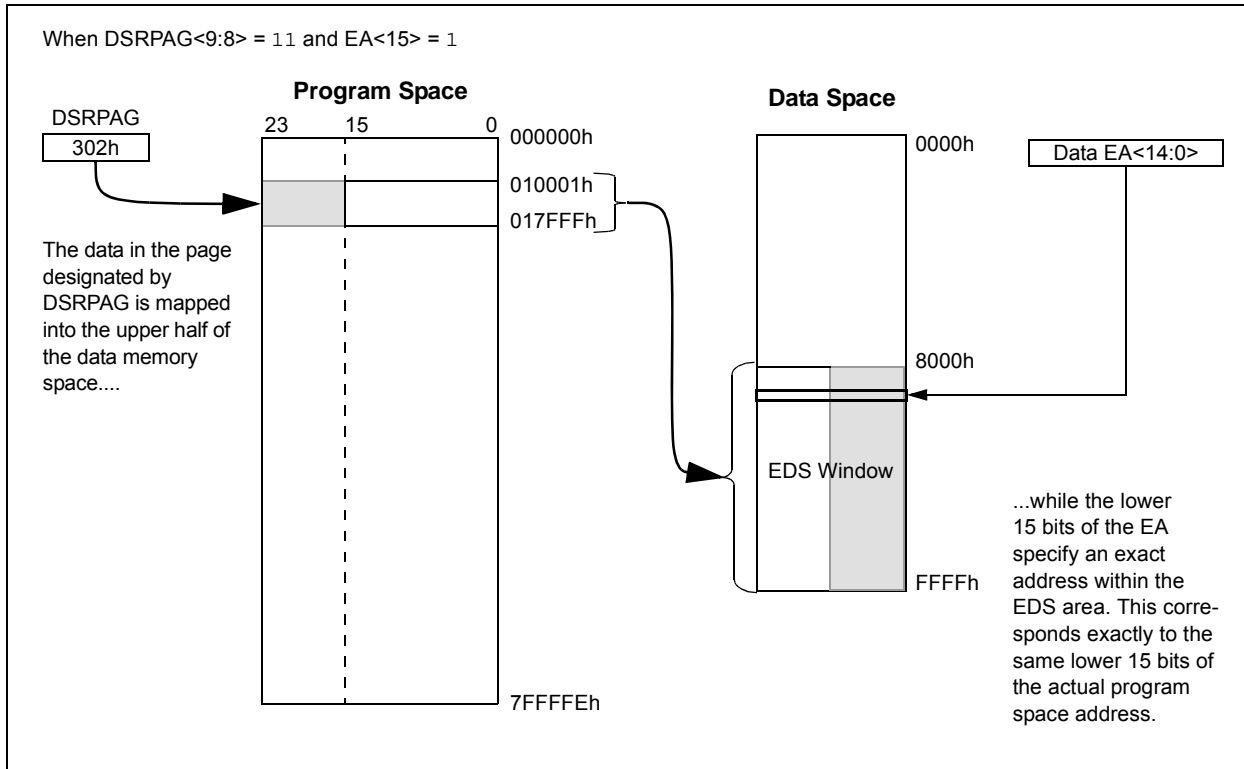 When DSRPAG<9:8> = 11 and EA<15> = 1
Program Space
Data Space
DSRPAG
302h
23 15 0
000000h
010001h
017FFFh
7FFFFEh
The data in the page
designated by
DSRPAG is mapped
into the upper half of
the data memory
space....
0000h
8000h
FFFFh
EDS Window
Data EA<14:0>
...while the lower
15 bits of the EA
specify an exact
address within the
EDS area. This corre-
sponds exactly to the
same lower 15 bits of
the actual program
space address.